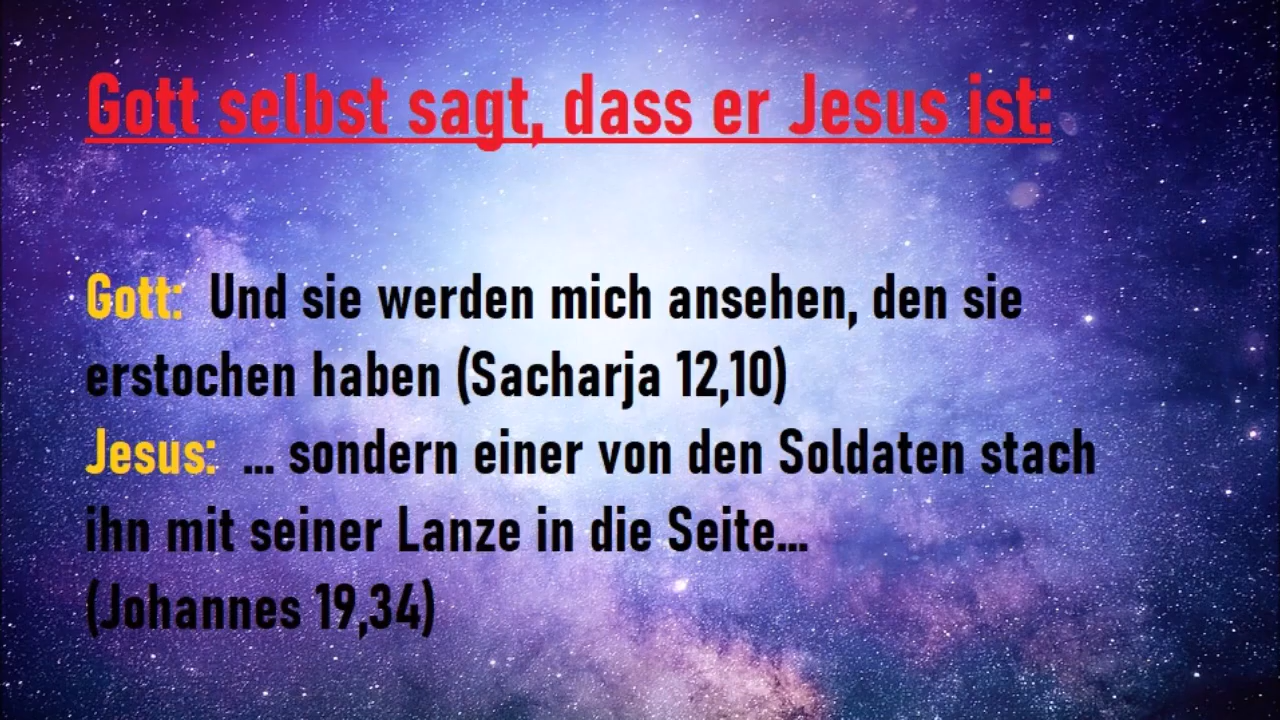 Gott selbst sagt, dass er Jesus ist:
Gott: Und sie werden mich ansehen, den sie
erstochen haben (Sacharja 12,10)
Jesus: ... sondern einer von den Soldaten stach
ihn mit seiner Lanze in die Seite...
(Johannes 19,34)